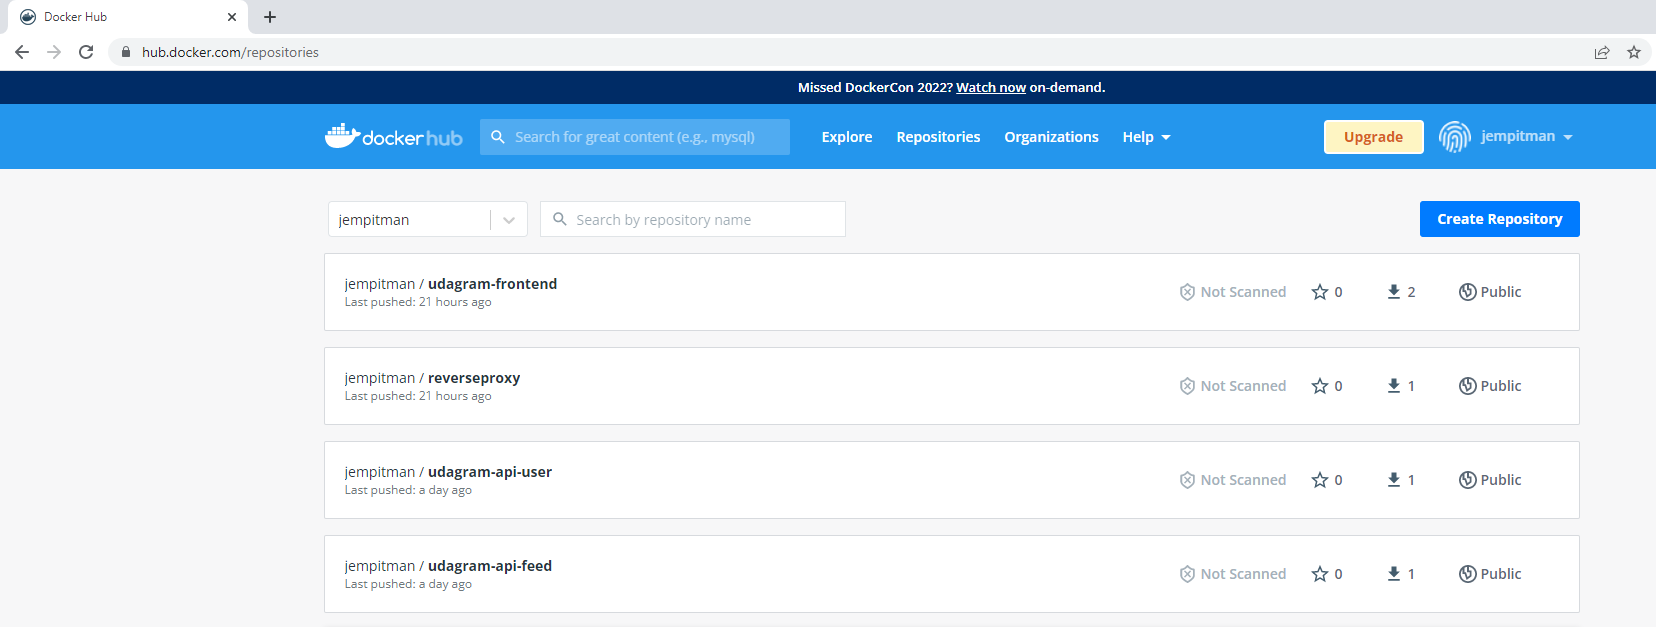 Docker Hub
hub.docker.com/repositories
Missed DockerCon 2022? Watch now on-demand.
dockerhub Search for great content (e.g., mysql) Explore Repositories Organizations Help Upgrade jempitman
jempitman Search by repository name Create Repository
jempitman / udagram-frontend
Last pushed: 21 hours ago
Not Scanned 0 2 Public
jempitman / reverseproxy
Last pushed: 21 hours ago
Not Scanned 0 1 Public
jempitman / udagram-api-user
Last pushed: a day ago
Not Scanned 0 1 Public
jempitman / udagram-api-feed
Last pushed: a day ago
Not Scanned 0 1 Public